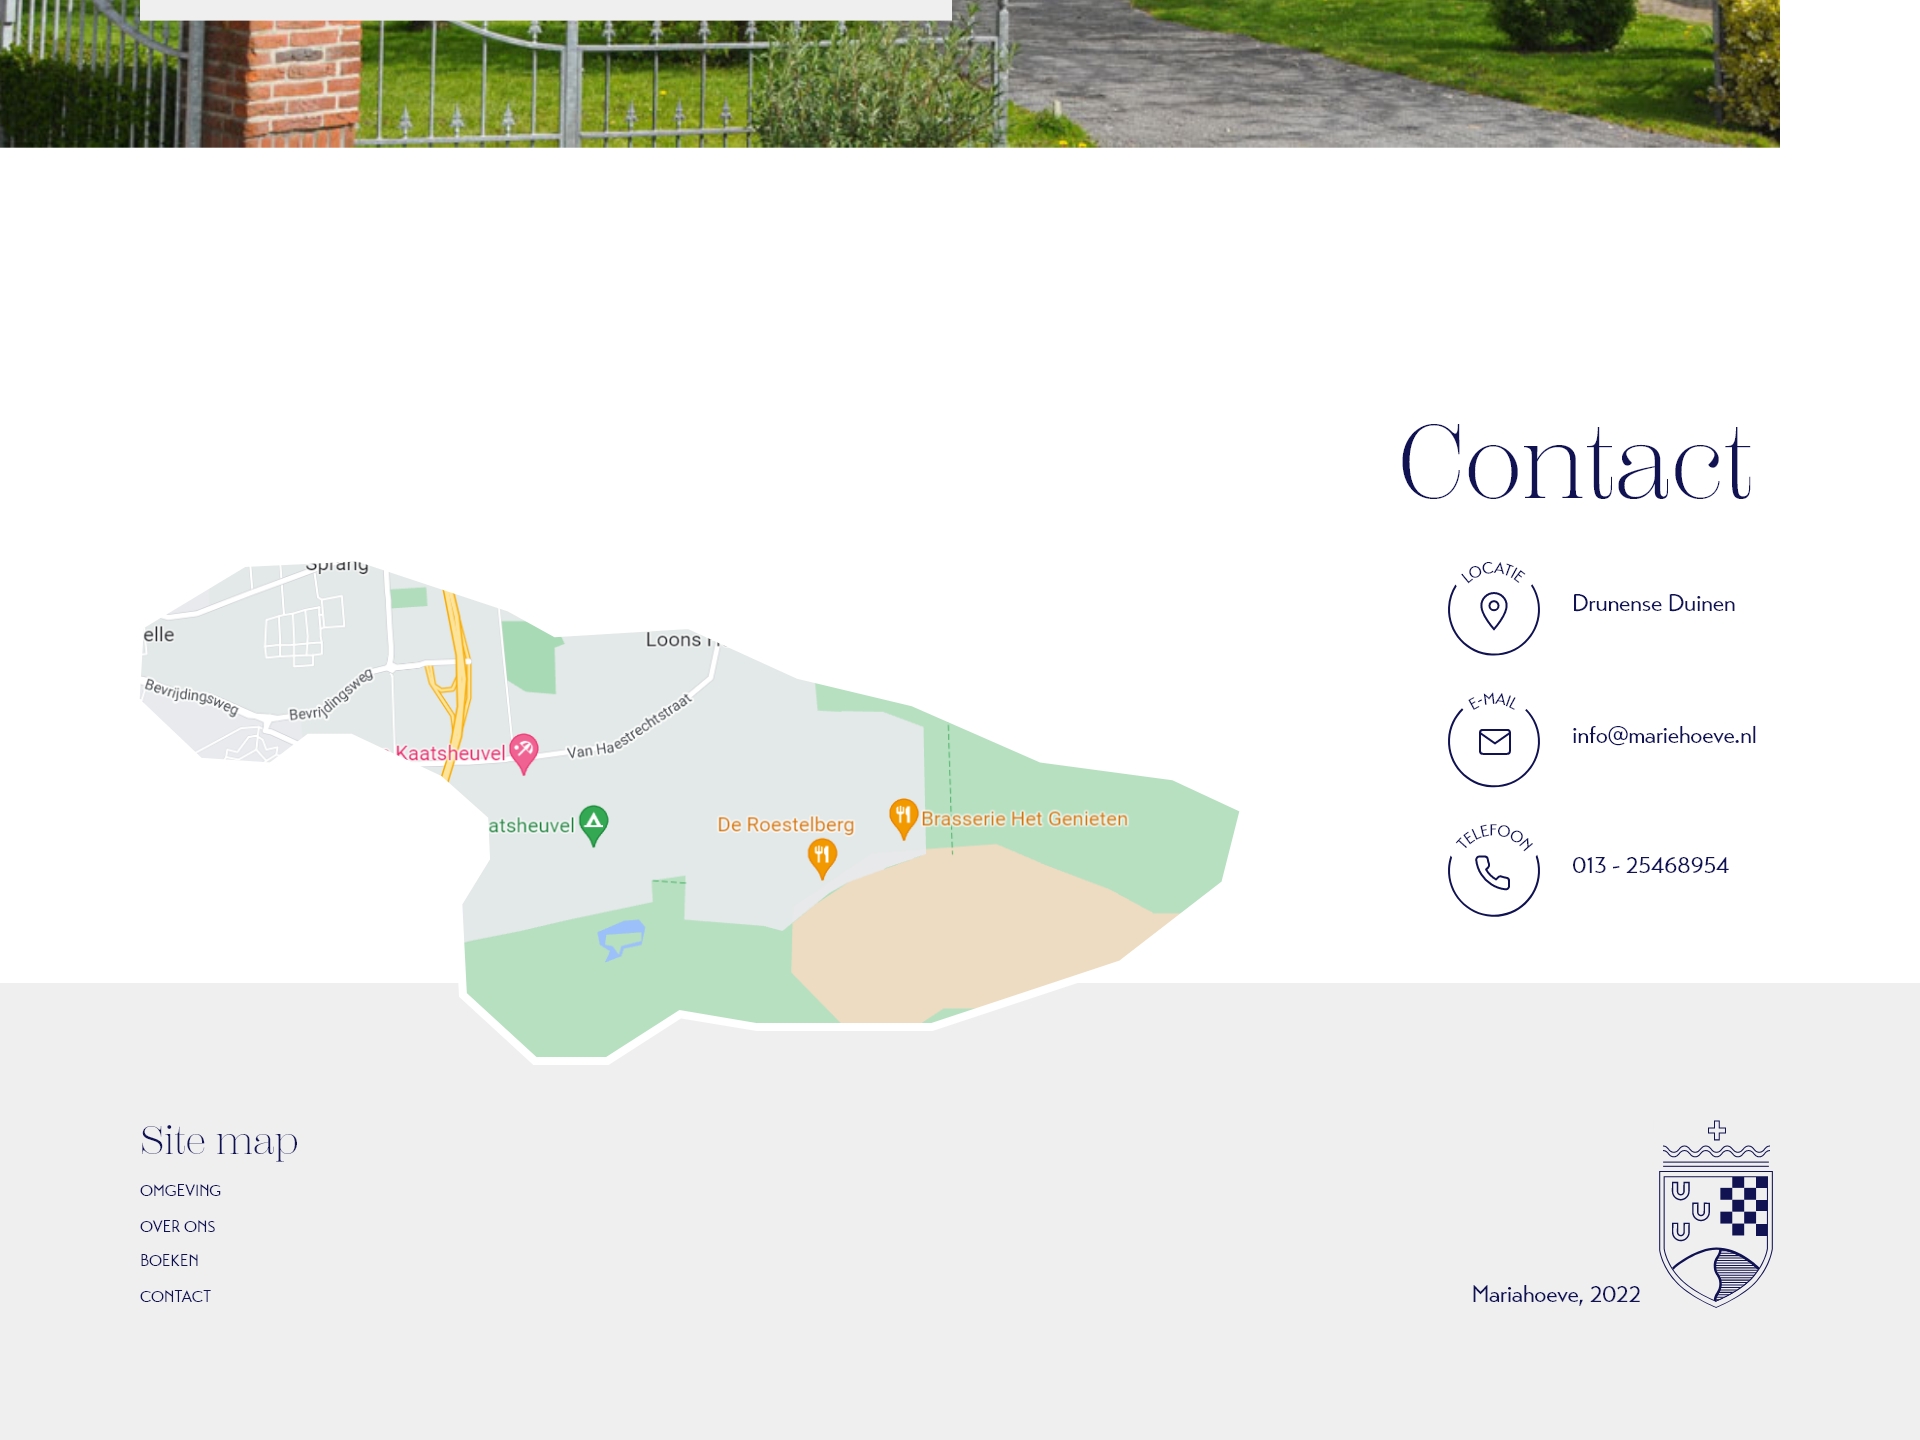 Contact
LOCATIE
Drunense Duinen
E-MAIL
info@mariehoeve.nl
TELEFOON
013 - 25468954
Sprang
elle
Loons
Bevrijdingsweg
Bevrijdingsweg
Van Haestrechtstraat
Kaatsheuvel
atsheuvel
De Roestelberg
Brasserie Het Genieten
Site map
OMGEVING
OVER ONS
BOEKEN
CONTACT
Mariahoeve, 2022